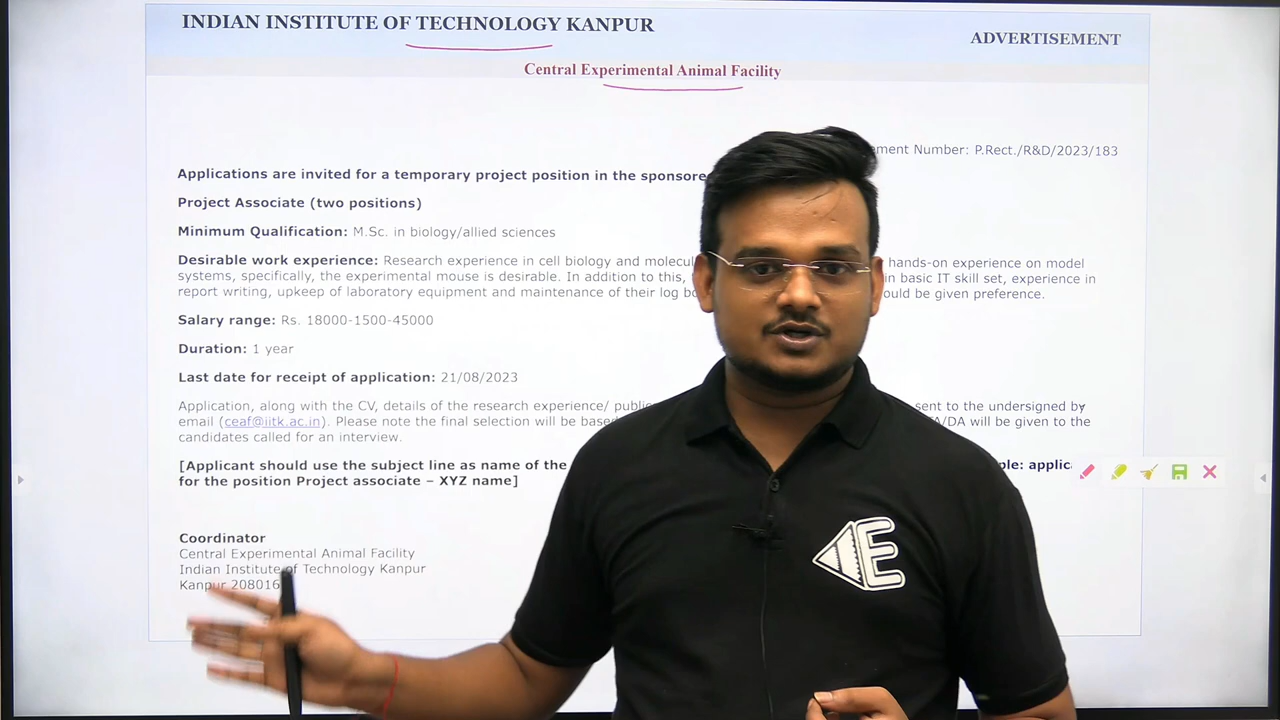 INDIAN INSTITUTE OF TECHNOLOGY KANPUR
ADVERTISEMENT
Central Experimental Animal Facility
Number: P.Rect./R&D/2023/183
Applications are invited for a temporary project position in the
Project Associate (two positions)
Minimum Qualification: M.Sc. in biology/allied sciences
Desirable work experience: Research experience in cell biology and hands-on experience on model
systems, specifically, the experimental mouse is desirable. In addition to this, in basic IT skill set, experience in
report writing, upkeep of laboratory equipment and maintenance of their log be given preference.
Salary range: Rs. 18000-1500-45000
Duration: 1 year
Last date for receipt of application: 21/08/2023
Application, along with the CV, details of the research experience/ sent to the undersigned by
email (ceaf@iitk.ac.in). Please note the final selection will be TA/DA will be given to the
candidates called for an interview.
[Applicant should use the subject line as name of the
for the position Project associate – XYZ name]
Coordinator
Central Experimental Animal Facility
Indian Institute of Technology Kanpur
Kanpur 208016
E